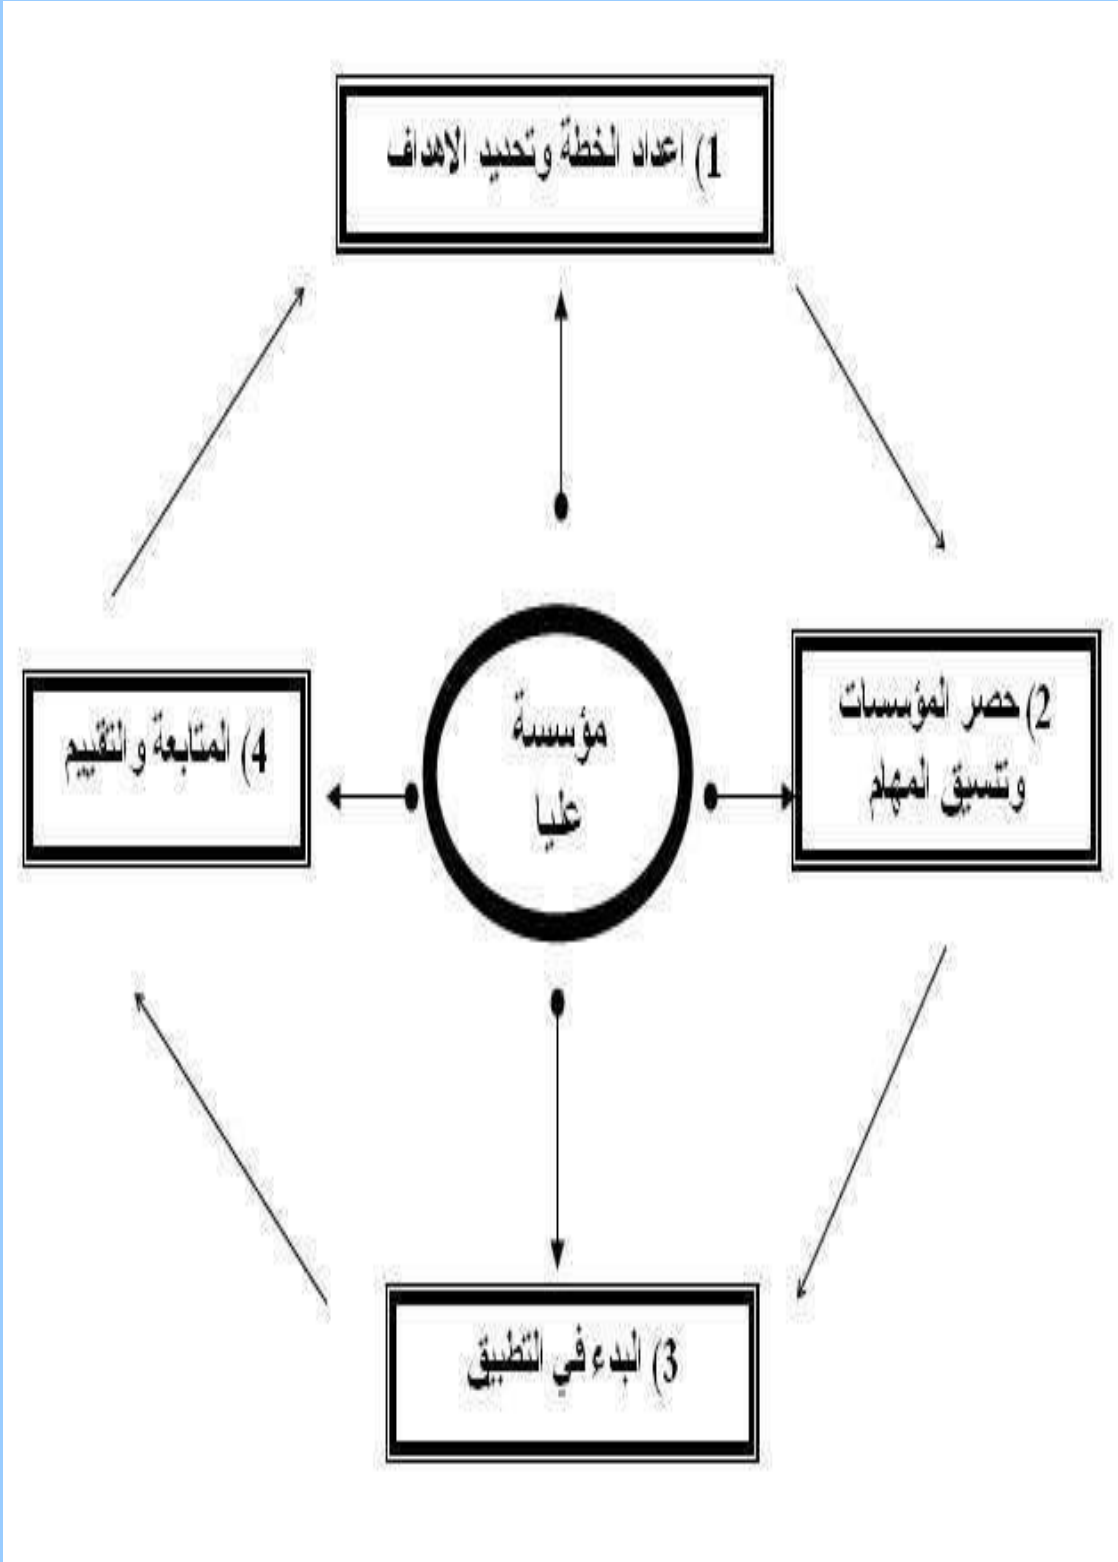 1) اعداد الخطة وتحديد الاهداف
2) حصر المؤسسات
وتنسيق المهام
مؤسسة
عليا
4) المتابعة والتقييم
3) البدء في التطبيق